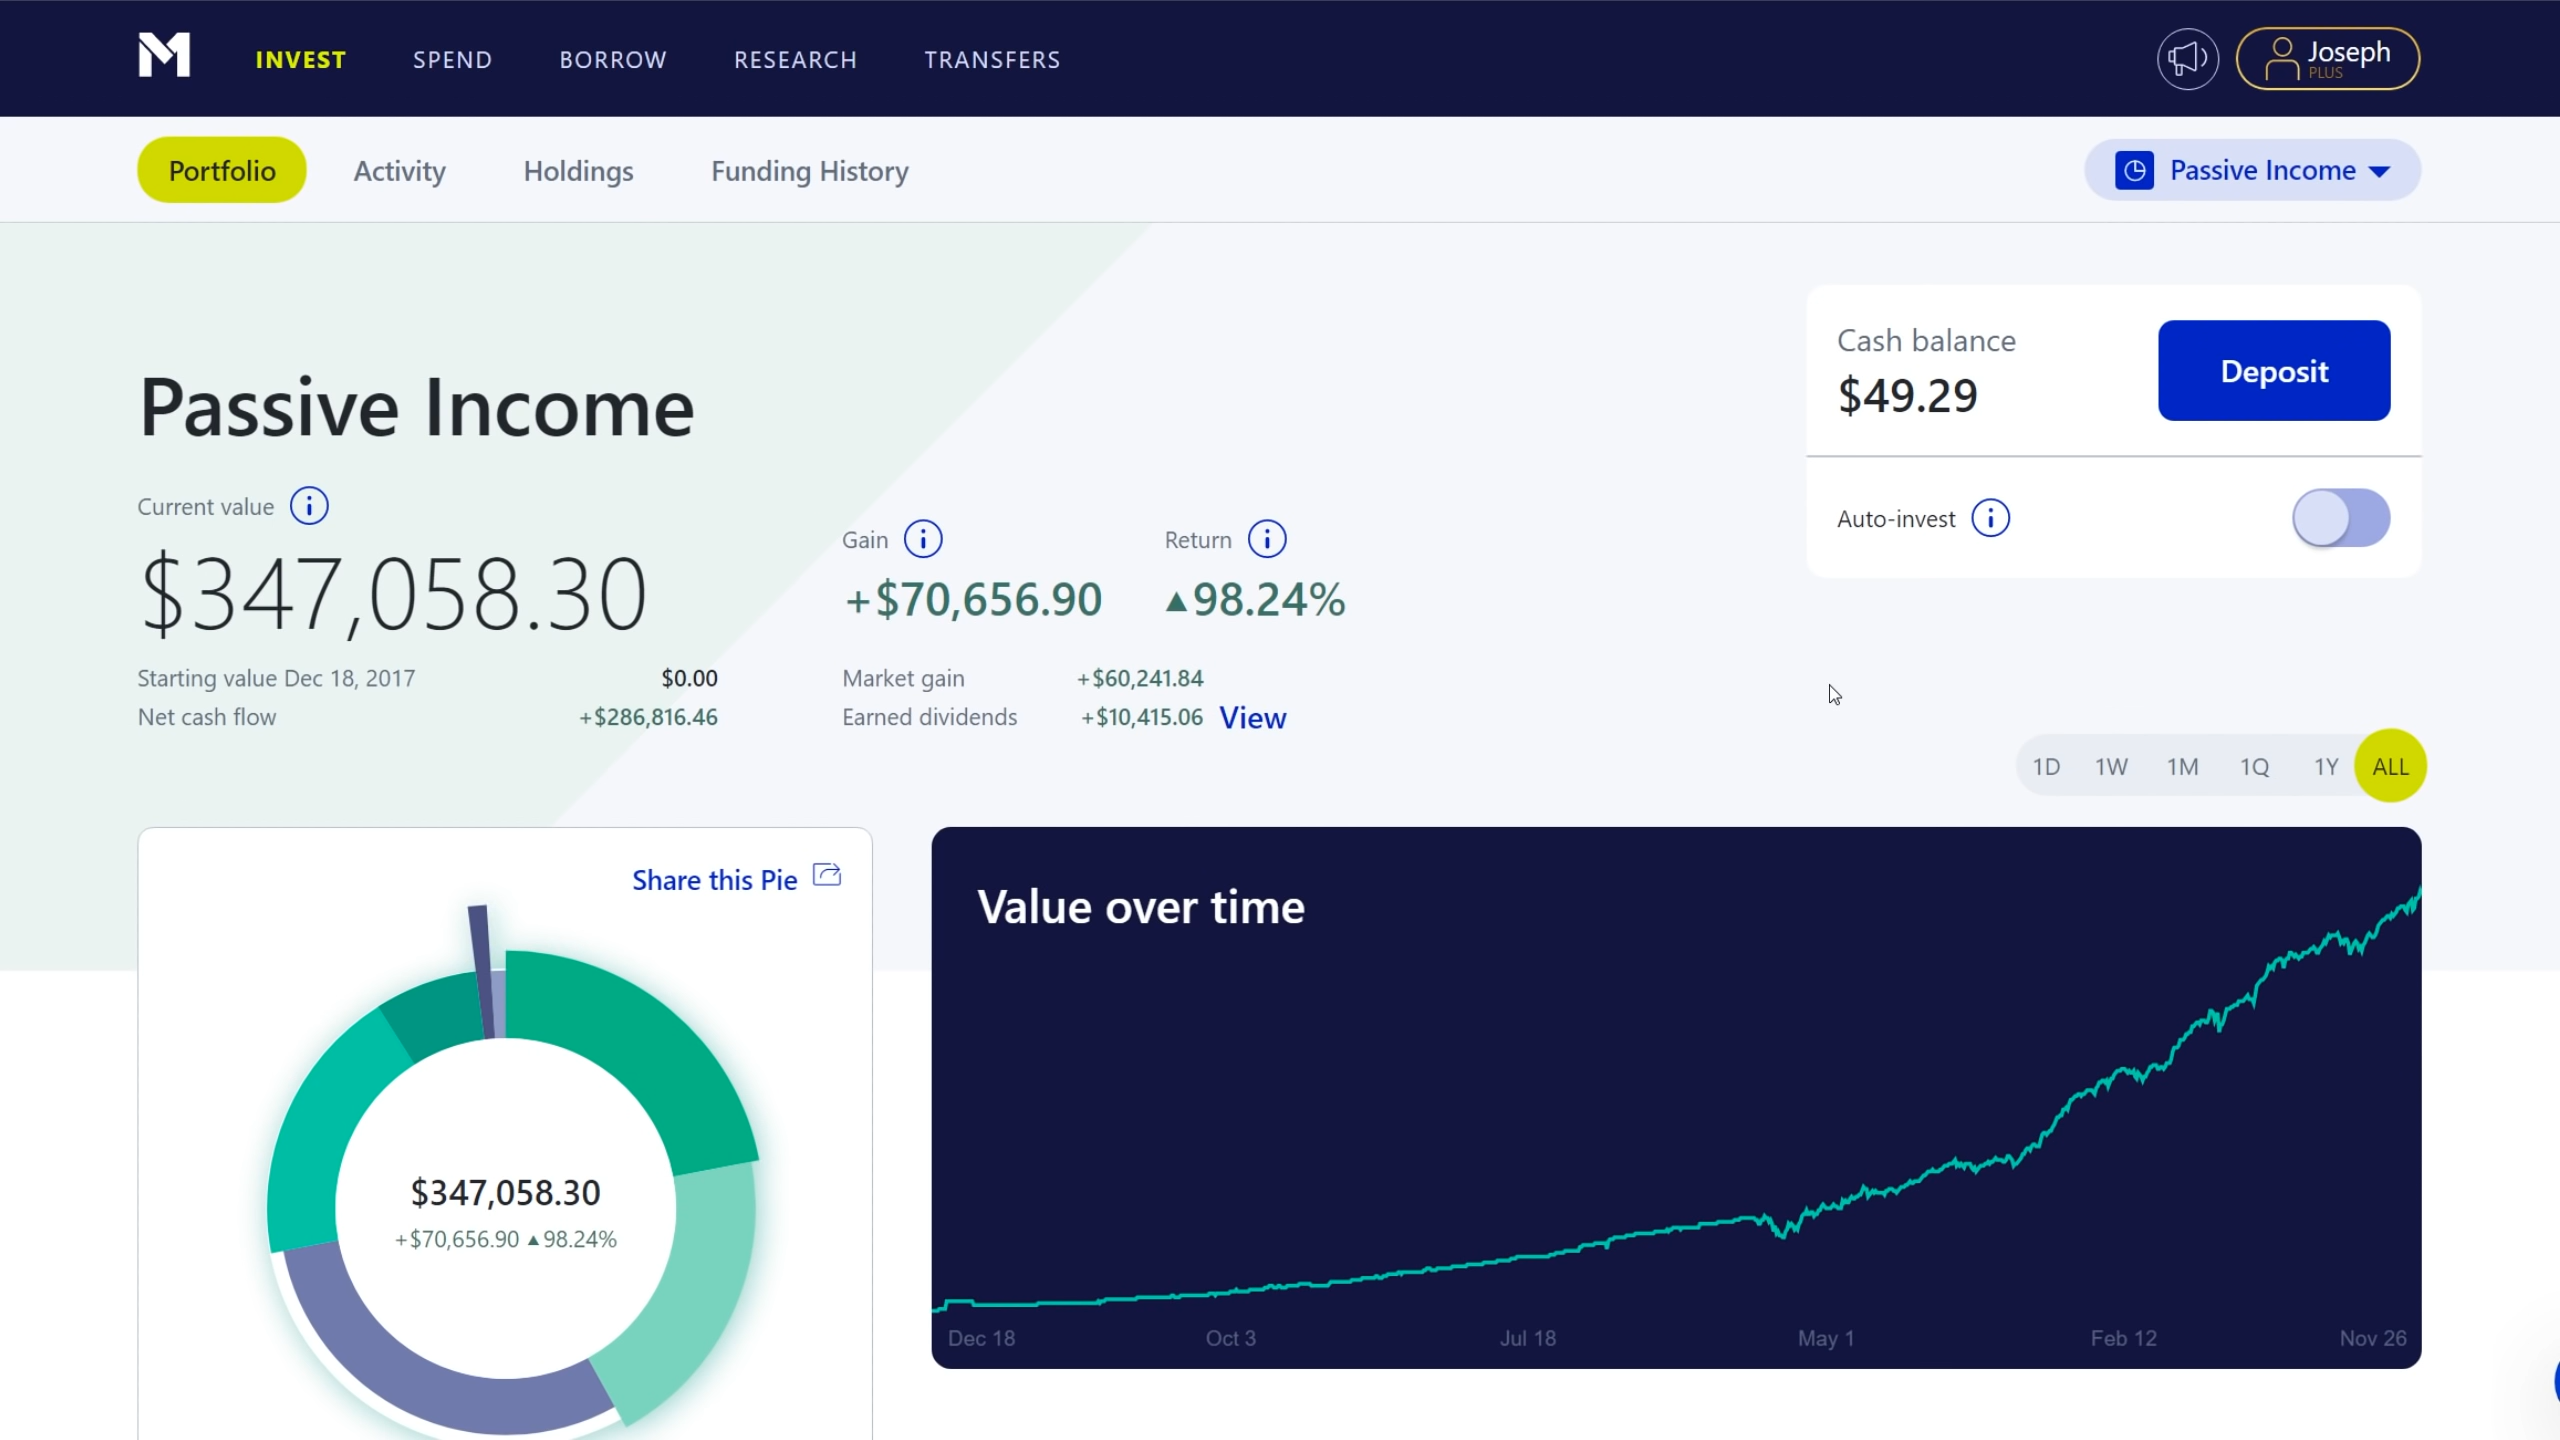 INVEST SPEND BORROW RESEARCH TRANSFERS
Joseph
PLUS
Portfolio Activity Holdings Funding History
Passive Income
Passive Income
Cash balance
$49.29
Deposit
Auto-invest
Current value
$347,058.30
Starting value Dec 18, 2017 $0.00
Net cash flow +$286,816.46
Gain
+$70,656.90
Return
▲98.24%
Market gain +$60,241.84
Earned dividends +$10,415.06 View
1D 1W 1M 1Q 1Y ALL
Share this Pie
$347,058.30
+$70,656.90 ▲98.24%
Value over time
Dec 18 Oct 3 Jul 18 May 1 Feb 12 Nov 26